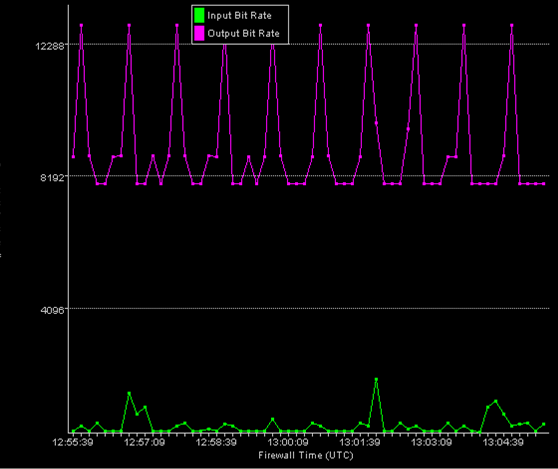 Input Bit Rate
Output Bit Rate
12288
8192
4096
12:55:39 12:57:09 12:58:39 13:00:09 13:01:39 13:03:09 13:04:39
Firewall Time (UTC)